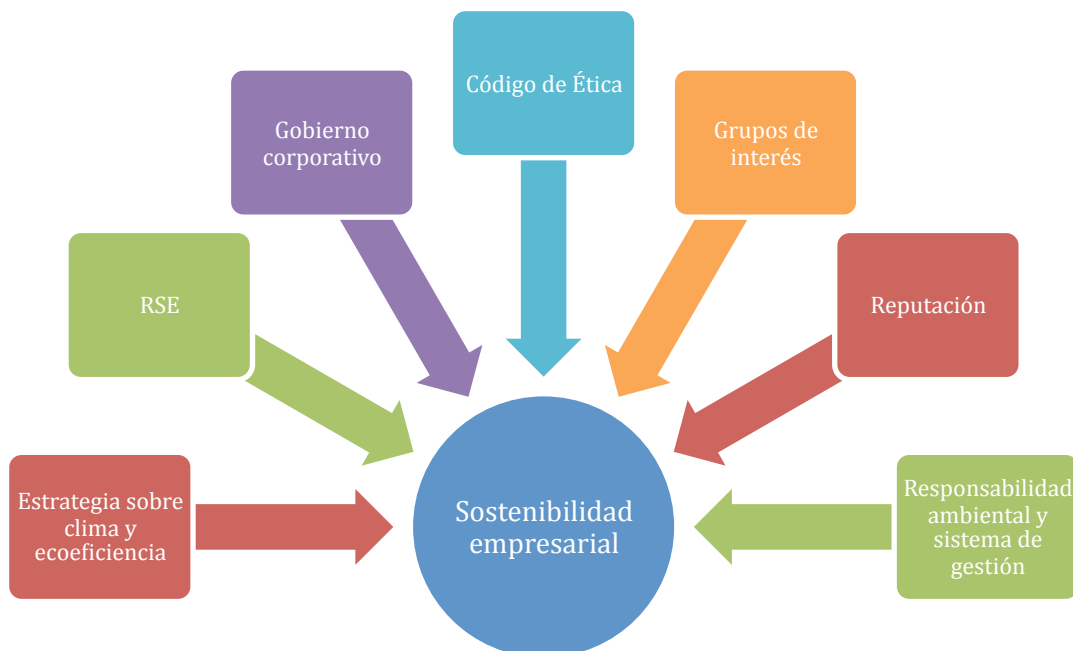 Código de Ética
Gobierno
corporativo
Grupos de
interés
RSE
Reputación
Estrategia sobre
clima y
ecoeficiencia
Sostenibilidad
empresarial
Responsabilidad
ambiental y
sistema de
gestión